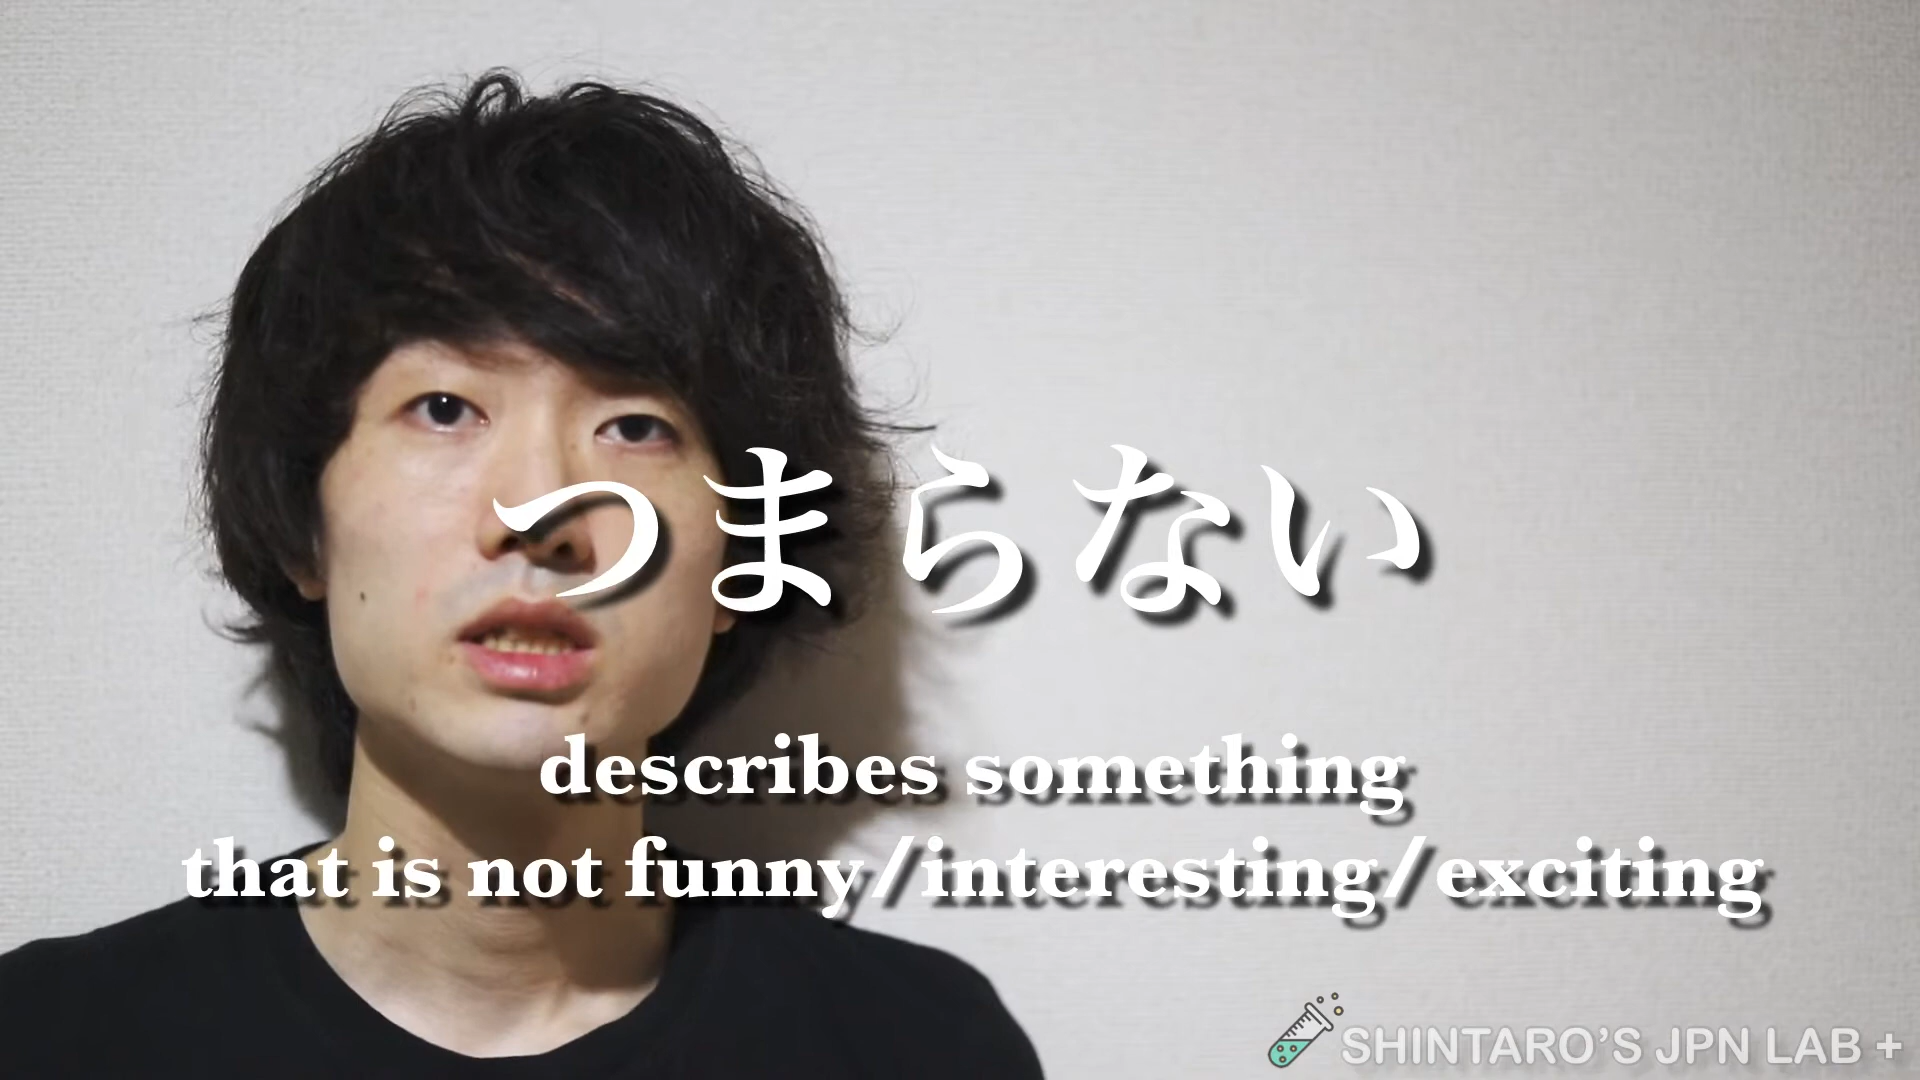 つまらない
describes something
that is not funny/interesting/exciting
SHINTARO'S JPN LAB +